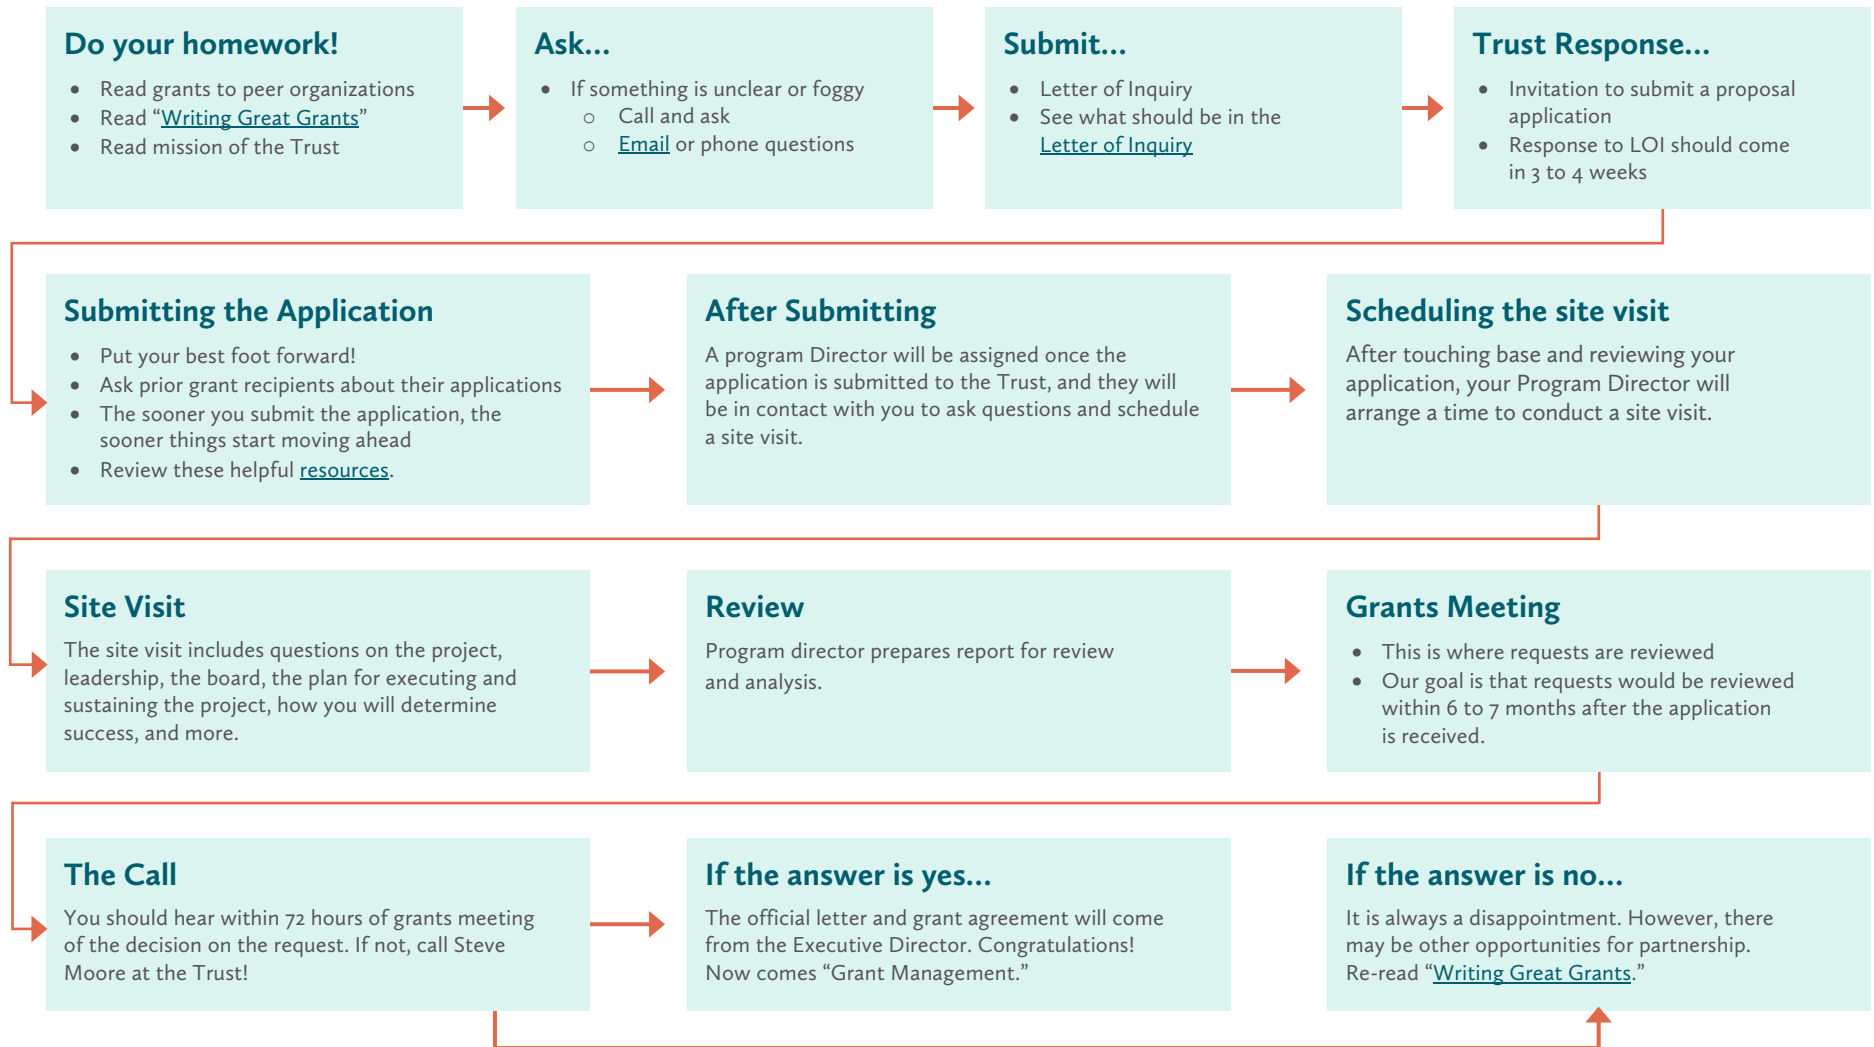 Do your homework!
• Read grants to peer organizations
• Read “Writing Great Grants”
• Read mission of the Trust
Ask...
• If something is unclear or foggy
○ Call and ask
○ Email or phone questions
Submit...
• Letter of Inquiry
• See what should be in the
Letter of Inquiry
Trust Response...
• Invitation to submit a proposal
application
• Response to LOI should come
in 3 to 4 weeks
Submitting the Application
• Put your best foot forward!
• Ask prior grant recipients about their applications
• The sooner you submit the application, the
sooner things start moving ahead
• Review these helpful resources.
After Submitting
A program Director will be assigned once the
application is submitted to the Trust, and they will
be in contact with you to ask questions and schedule
a site visit.
Scheduling the site visit
After touching base and reviewing your
application, your Program Director will
arrange a time to conduct a site visit.
Site Visit
The site visit includes questions on the project,
leadership, the board, the plan for executing and
sustaining the project, how you will determine
success, and more.
Review
Program director prepares report for review
and analysis.
Grants Meeting
• This is where requests are reviewed
• Our goal is that requests would be reviewed
within 6 to 7 months after the application
is received.
The Call
You should hear within 72 hours of grants meeting
of the decision on the request. If not, call Steve
Moore at the Trust!
If the answer is yes...
The official letter and grant agreement will come
from the Executive Director. Congratulations!
Now comes “Grant Management.”
If the answer is no...
It is always a disappointment. However, there
may be other opportunities for partnership.
Re-read “Writing Great Grants.”